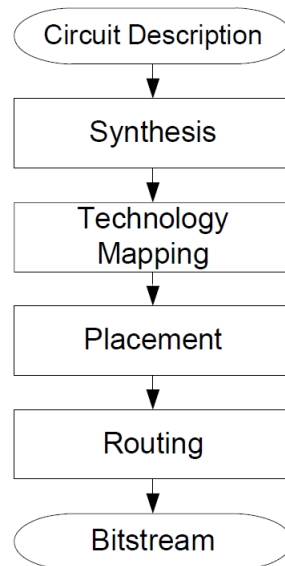 Circuit Description
Synthesis
Technology
Mapping
Placement
Routing
Bitstream